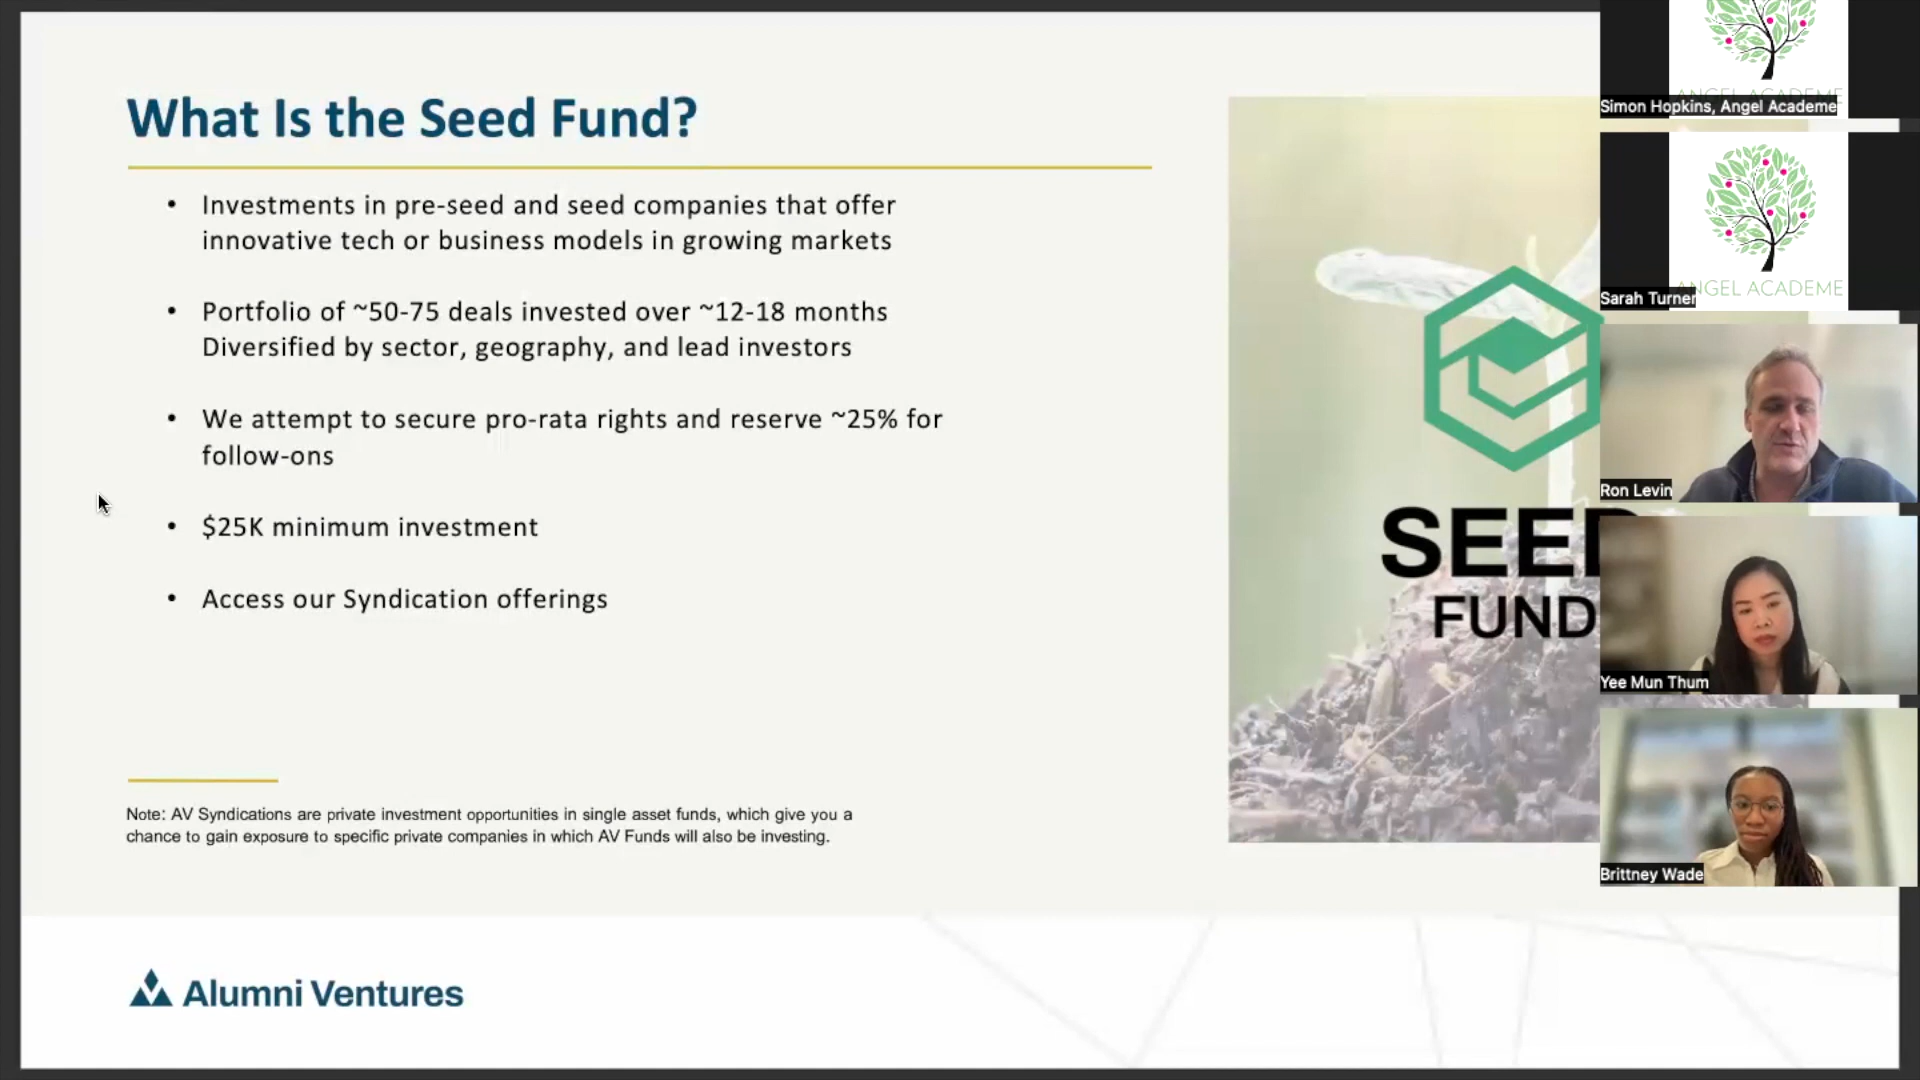 What Is the Seed Fund?
• Investments in pre-seed and seed companies that offer
innovative tech or business models in growing markets
• Portfolio of ~50-75 deals invested over ~12-18 months
Diversified by sector, geography, and lead investors
• We attempt to secure pro-rata rights and reserve ~25% for
follow-ons
• $25K minimum investment
• Access our Syndication offerings
Note: AV Syndications are private investment opportunities in single asset funds, which give you a
chance to gain exposure to specific private companies in which AV Funds will also be investing.
Alumni Ventures
SEED
FUND
ANGEL ACADEME
Simon Hopkins, Angel Academe
ANGEL ACADEME
Sarah Turner
Ron Levin
Yee Mun Thum
Brittney Wade